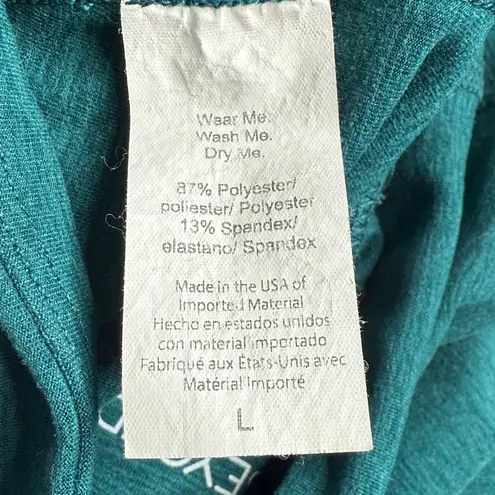 Wear Me.
Wash Me.
Dry Me.
87% Polyester/
poliester/ Polyester
13% Spandex/
elastano/ Spandex
Made in the USA of
Imported Material
Hecho en estados unidos
con material importado
Fabriqué aux États-Unis avec
Matérial Importé
L